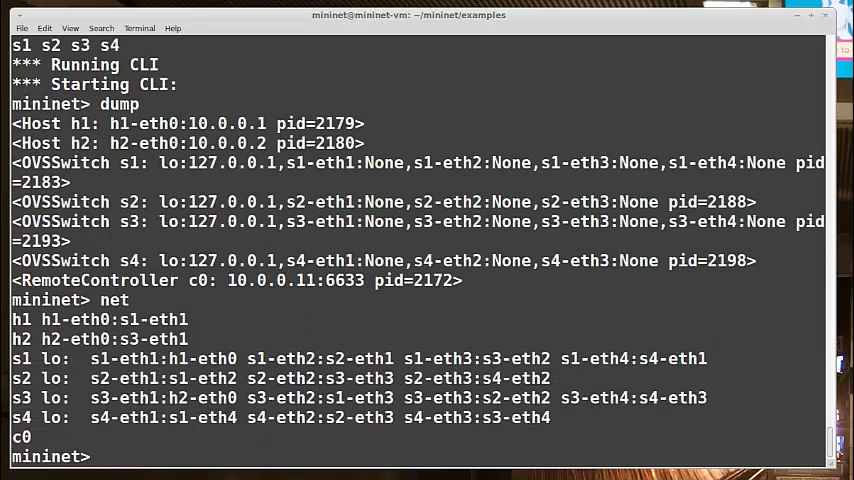 mininet@mininet-vm: ~/mininet/examples
File Edit View Search Terminal Help
s1 s2 s3 s4
*** Running CLI
*** Starting CLI:
mininet> dump
<Host h1: h1-eth0:10.0.0.1 pid=2179>
<Host h2: h2-eth0:10.0.0.2 pid=2180>
<OVSSwitch s1: lo:127.0.0.1,s1-eth1:None,s1-eth2:None,s1-eth3:None,s1-eth4:None pid
=2183>
<OVSSwitch s2: lo:127.0.0.1,s2-eth1:None,s2-eth2:None,s2-eth3:None pid=2188>
<OVSSwitch s3: lo:127.0.0.1,s3-eth1:None,s3-eth2:None,s3-eth3:None,s3-eth4:None pid
=2193>
<OVSSwitch s4: lo:127.0.0.1,s4-eth1:None,s4-eth2:None,s4-eth3:None pid=2198>
<RemoteController c0: 10.0.0.11:6633 pid=2172>
mininet> net
h1 h1-eth0:s1-eth1
h2 h2-eth0:s3-eth1
s1 lo:  s1-eth1:h1-eth0 s1-eth2:s2-eth1 s1-eth3:s3-eth2 s1-eth4:s4-eth1
s2 lo:  s2-eth1:s1-eth2 s2-eth2:s3-eth3 s2-eth3:s4-eth2
s3 lo:  s3-eth1:h2-eth0 s3-eth2:s1-eth3 s3-eth3:s2-eth2 s3-eth4:s4-eth3
s4 lo:  s4-eth1:s1-eth4 s4-eth2:s2-eth3 s4-eth3:s3-eth4
c0
mininet>